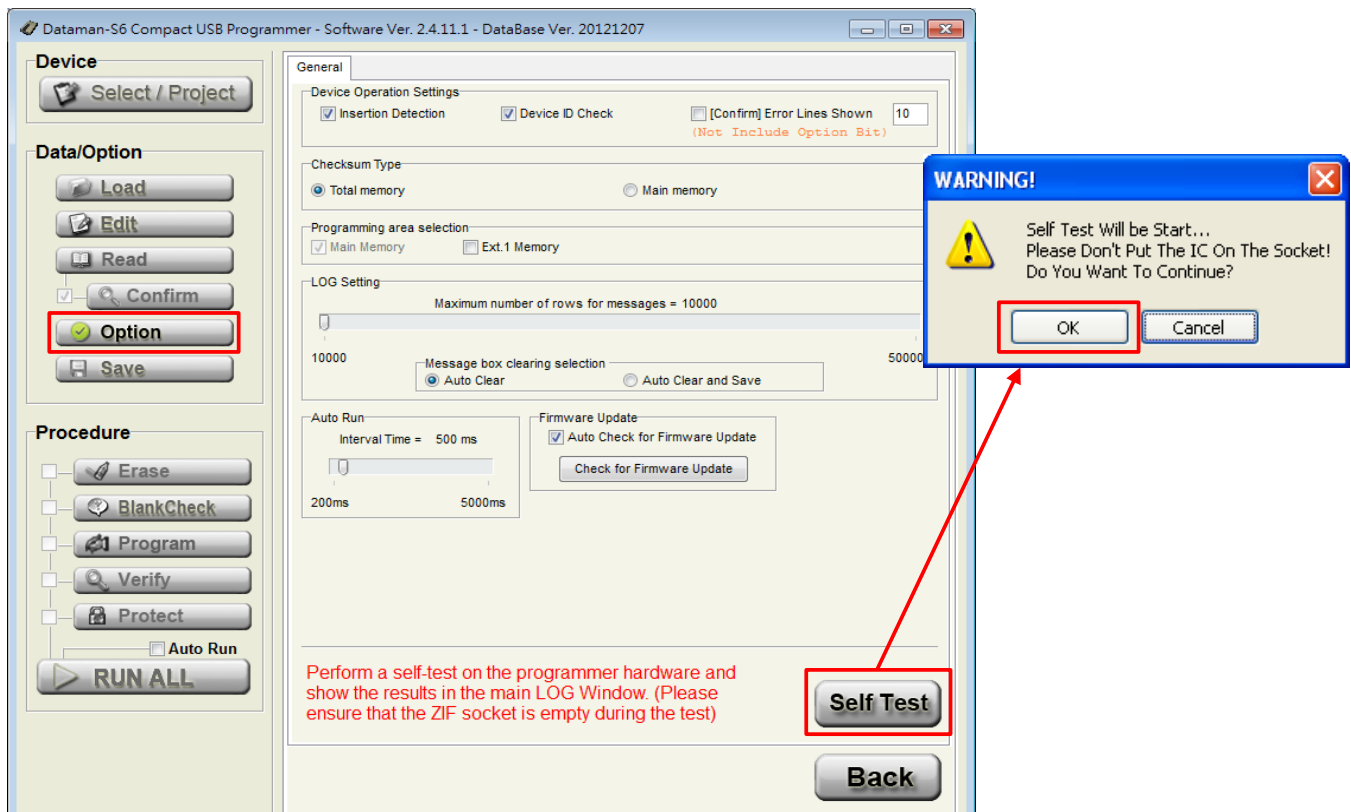 Dataman-S6 Compact USB Programmer - Software Ver. 2.4.11.1 - DataBase Ver. 20121207
Device
Select / Project
Data/Option
Load
Edit
Read
Confirm
Option
Save
Procedure
Erase
BlankCheck
Program
Verify
Protect
Auto Run
RUN ALL
General
Device Operation Settings
Insertion Detection
Device ID Check
[Confirm] Error Lines Shown
10
(Not Include Option Bit)
Checksum Type
Total memory
Main memory
Programming area selection
Main Memory
Ext.1 Memory
LOG Setting
Maximum number of rows for messages = 10000
10000
50000
Message box clearing selection
Auto Clear
Auto Clear and Save
Auto Run
Interval Time = 500 ms
200ms
5000ms
Firmware Update
Auto Check for Firmware Update
Check for Firmware Update
Perform a self-test on the programmer hardware and
show the results in the main LOG Window. (Please
ensure that the ZIF socket is empty during the test)
Self Test
Back
WARNING!
Self Test Will be Start...
Please Don't Put The IC On The Socket!
Do You Want To Continue?
OK
Cancel